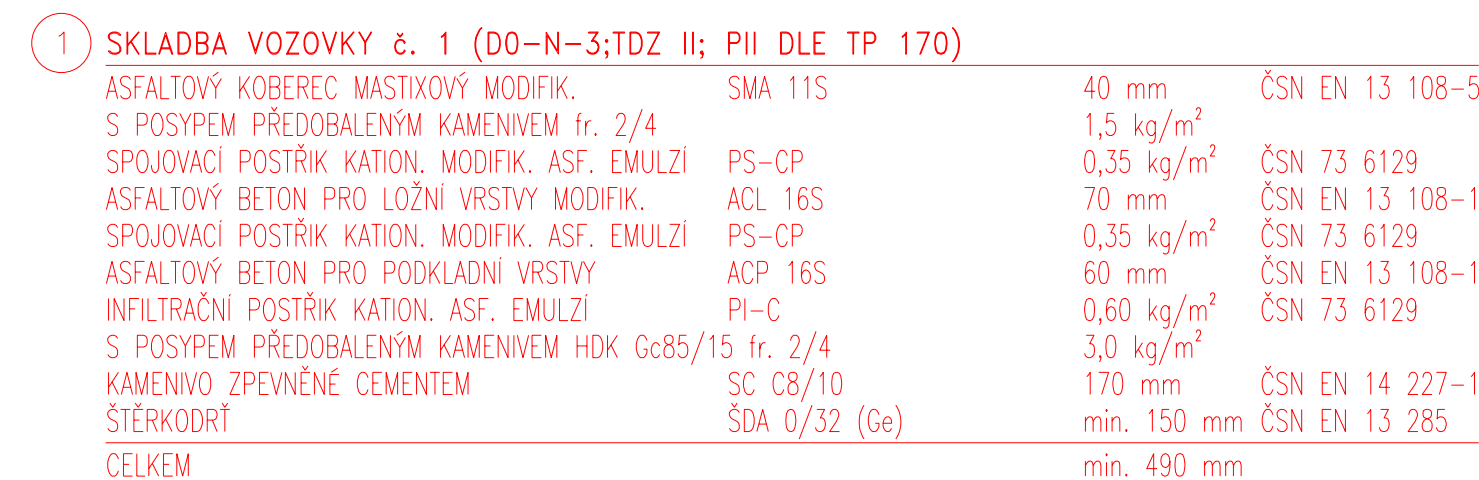 1 SKLADBA VOZOVKY č. 1 (D0-N-3;TDZ II; PII DLE TP 170)
ASFALTOVÝ KOBEREC MASTIXOVÝ MODIFIK. SMA 11S 40 mm ČSN EN 13 108-5
S POSYPEM PŘEDOBALENÝM KAMENIVEM fr. 2/4 1,5 kg/m²
SPOJOVACÍ POSTŘIK KATION. MODIFIK. ASF. EMULZÍ PS-CP 0,35 kg/m² ČSN 73 6129
ASFALTOVÝ BETON PRO LOŽNÍ VRSTVY MODIFIK. ACL 16S 70 mm ČSN EN 13 108-1
SPOJOVACÍ POSTŘIK KATION. MODIFIK. ASF. EMULZÍ PS-CP 0,35 kg/m² ČSN 73 6129
ASFALTOVÝ BETON PRO PODKLADNÍ VRSTVY ACP 16S 60 mm ČSN EN 13 108-1
INFILTRAČNÍ POSTŘIK KATION. ASF. EMULZÍ PI-C 0,60 kg/m² ČSN 73 6129
S POSYPEM PŘEDOBALENÝM KAMENIVEM HDK Gc85/15 fr. 2/4 3,0 kg/m²
KAMENIVO ZPEVNĚNÉ CEMENTEM SC C8/10 170 mm ČSN EN 14 227-1
ŠTĚRKODRŤ ŠDA 0/32 (Ge) min. 150 mm ČSN EN 13 285
CELKEM min. 490 mm